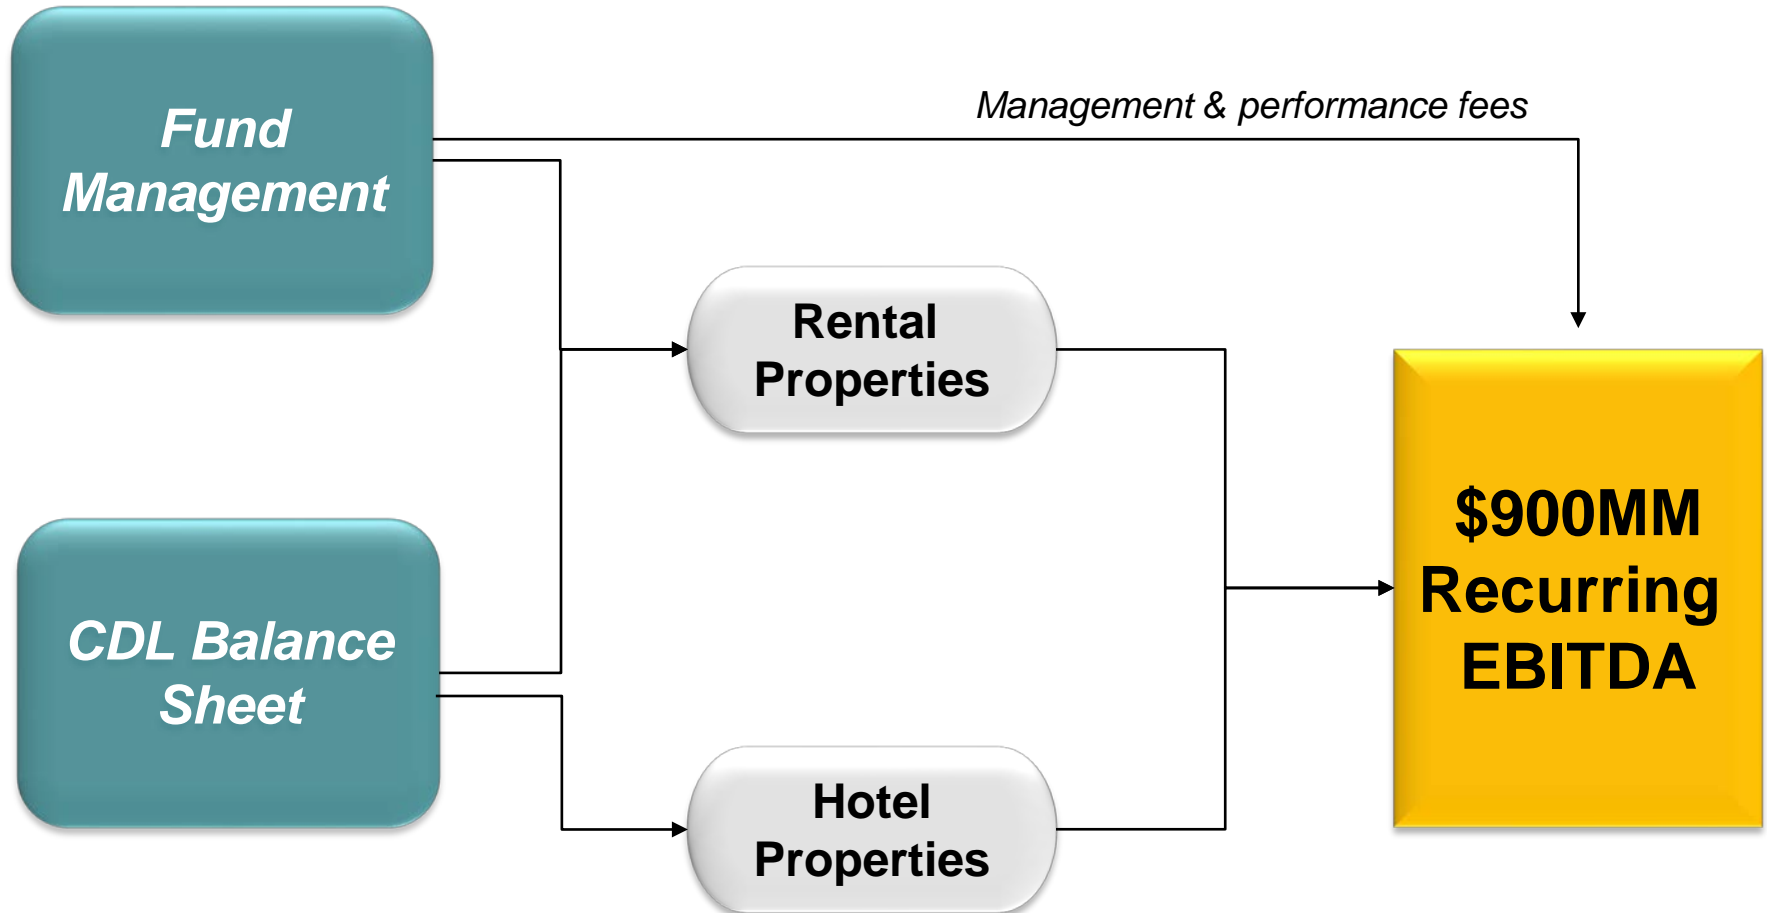 Fund
Management
Management & performance fees
Rental
Properties
$900MM
Recurring
EBITDA
CDL Balance
Sheet
Hotel
Properties